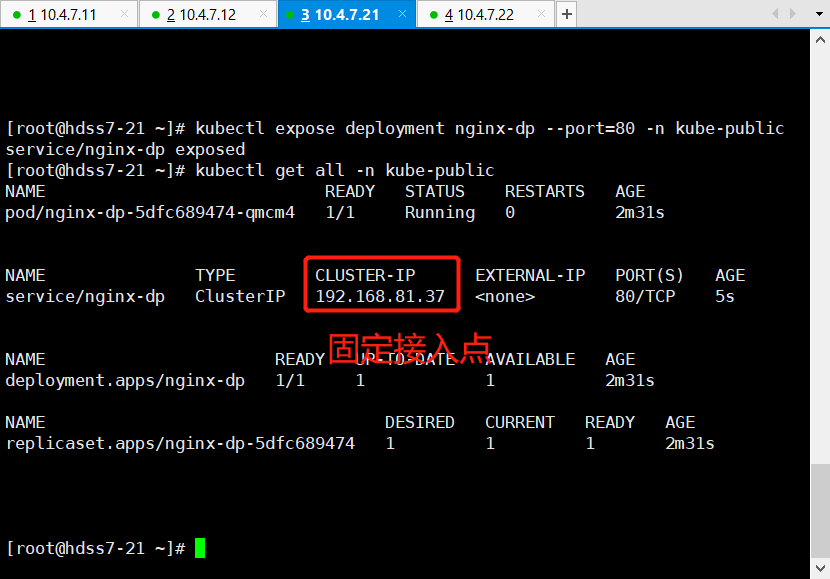 1 10.4.7.11 2 10.4.7.12 3 10.4.7.21 4 10.4.7.22
[root@hdss7-21 ~]# kubectl expose deployment nginx-dp --port=80 -n kube-public
service/nginx-dp exposed
[root@hdss7-21 ~]# kubectl get all -n kube-public
NAME READY STATUS RESTARTS AGE
pod/nginx-dp-5dfc689474-qmcm4 1/1 Running 0 2m31s
NAME TYPE CLUSTER-IP EXTERNAL-IP PORT(S) AGE
service/nginx-dp ClusterIP 192.168.81.37 <none> 80/TCP 5s
固定接入点
NAME READY UP-TO-DATE AVAILABLE AGE
deployment.apps/nginx-dp 1/1 1 1 2m31s
NAME DESIRED CURRENT READY AGE
replicaset.apps/nginx-dp-5dfc689474 1 1 1 2m31s
[root@hdss7-21 ~]#